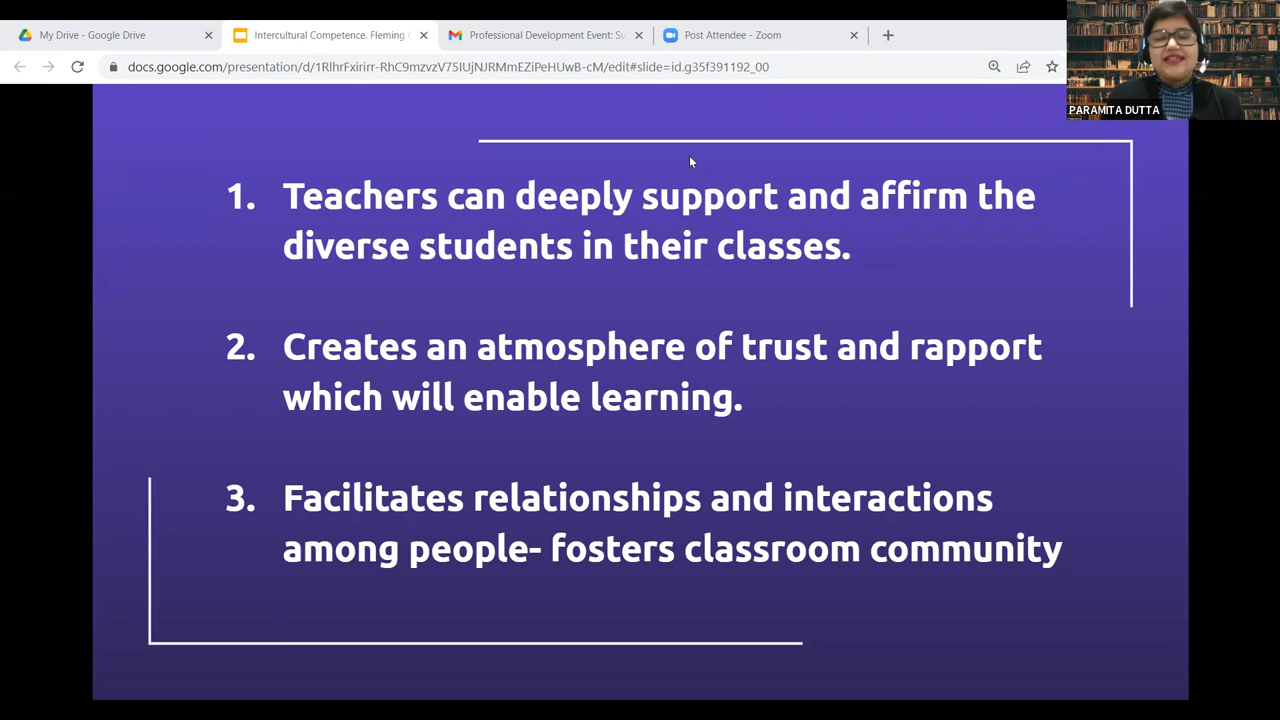 My Drive - Google Drive
Intercultural Competence. Fleming
Professional Development Event: Su
Post Attendee - Zoom
docs.google.com/presentation/d/1RlhrFxirirr-RhC9mzvzV75IUjNJRMmEZiPeHUwB-cM/edit#slide=id.g35f391192_00
PARAMITA DUTTA
1. Teachers can deeply support and affirm the
diverse students in their classes.
2. Creates an atmosphere of trust and rapport
which will enable learning.
3. Facilitates relationships and interactions
among people- fosters classroom community